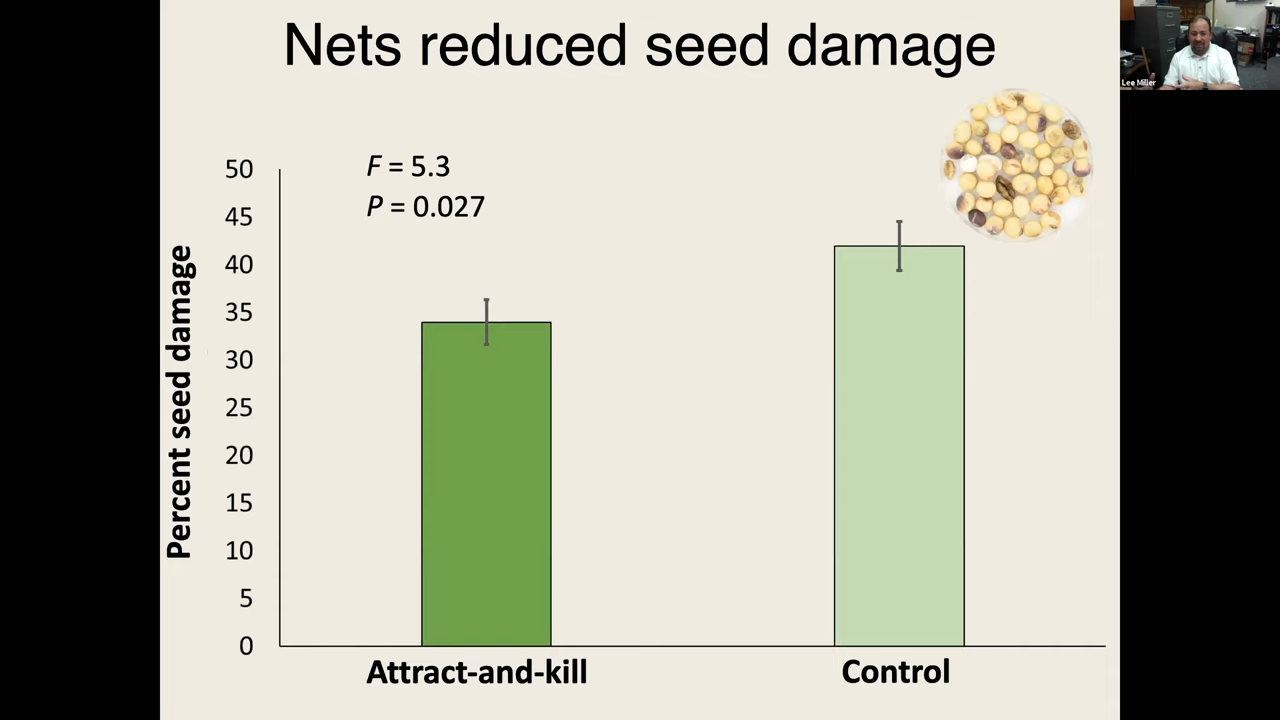 Nets reduced seed damage
Lee Miller
F = 5.3
P = 0.027
Percent seed damage
50
45
40
35
30
25
20
15
10
5
0
Attract-and-kill
Control